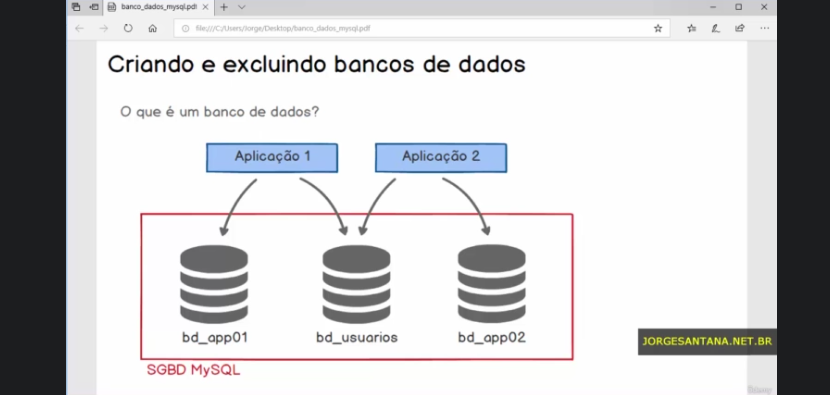 banco_dados_mysql.pdf
file:///C:/Users/Jorge/Desktop/banco_dados_mysql.pdf
Criando e excluindo bancos de dados
O que é um banco de dados?
Aplicação 1 Aplicação 2
bd_app01 bd_usuarios bd_app02
JORGESANTANA.NET.BR
SGBD MySQL
Udemy